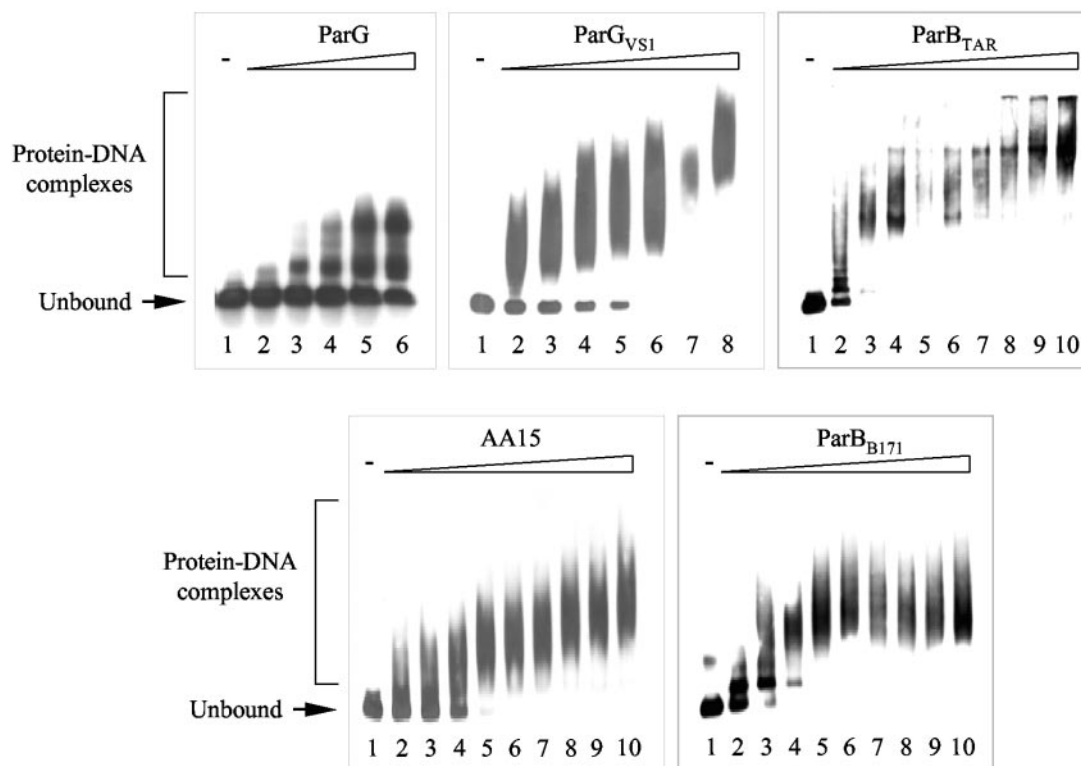 ParG
ParG_VS1
ParB_TAR
- - -
Protein-DNA
complexes
Unbound
1 2 3 4 5 6
1 2 3 4 5 6 7 8
1 2 3 4 5 6 7 8 9 10
AA15
ParB_B171
- -
Protein-DNA
complexes
Unbound
1 2 3 4 5 6 7 8 9 10
1 2 3 4 5 6 7 8 9 10